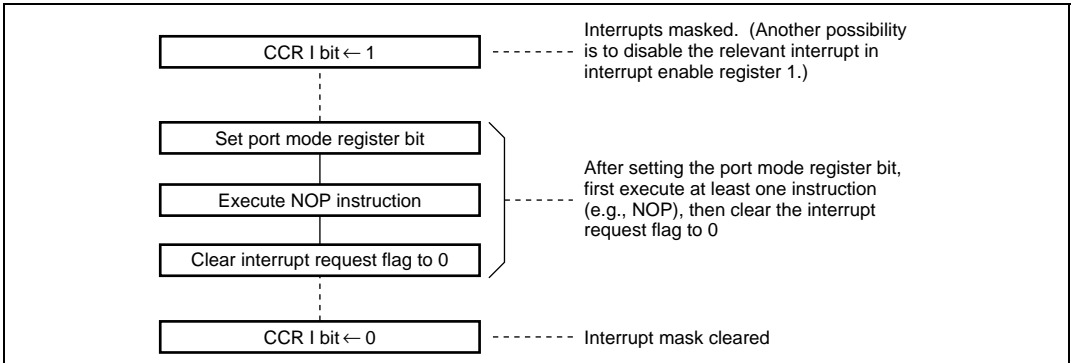 CCR I bit ← 1
Interrupts masked. (Another possibility
is to disable the relevant interrupt in
interrupt enable register 1.)
Set port mode register bit
Execute NOP instruction
Clear interrupt request flag to 0
After setting the port mode register bit,
first execute at least one instruction
(e.g., NOP), then clear the interrupt
request flag to 0
CCR I bit ← 0
Interrupt mask cleared